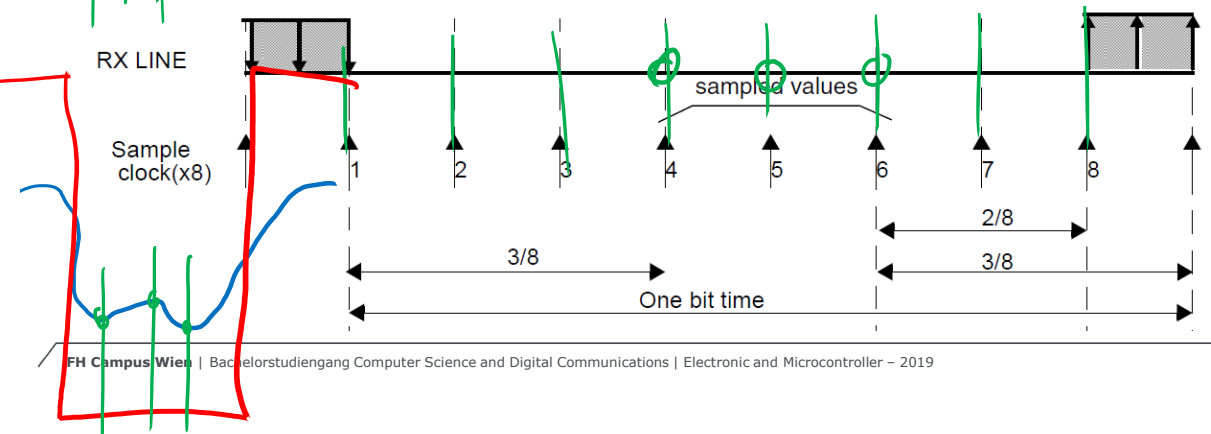 RX LINE
sampled values
Sample
clock(x8)
1 2 3 4 5 6 7 8
2/8
3/8 3/8
One bit time
FH Campus Wien | Bachelorstudiengang Computer Science and Digital Communications | Electronic and Microcontroller – 2019